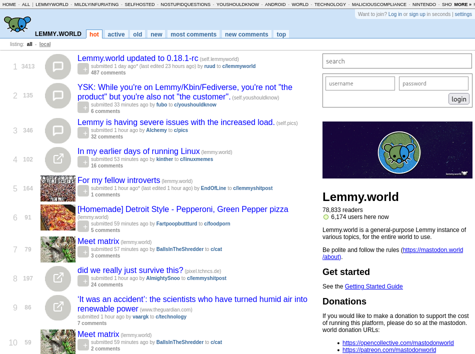 HOME - ALL | LEMMYWORLD - MILDLYINFURIATING - SELFHOSTED - NOSTUPIDQUESTIONS - YOUSHOULDKNOW - ANDROID - WORLD - TECHNOLOGY - MALICIOUSCOMPLIANCE - NINTENDO - SHO MORE
Want to join? Log in or sign up in seconds | settings
LEMMY.WORLD hot active old new most comments new comments top
listing: all - local
1 3413 Lemmy.world updated to 0.18.1-rc (self.lemmyworld)
submitted 1 day ago* (last edited 23 hours ago) by ruud to c/lemmyworld
497 comments
2 135 YSK: While you're on Lemmy/Kbin/Fediverse, you're not "the
product" but you're also not "the customer". (self.youshouldknow)
submitted 33 minutes ago by fubo to c/youshouldknow
6 comments
3 346 Lemmy is having severe issues with the increased load. (self.pics)
submitted 1 hour ago by Alchemy to c/pics
32 comments
4 102 In my earlier days of running Linux (lemmy.world)
submitted 53 minutes ago by kinther to c/linuxmemes
16 comments
5 164 For my fellow introverts (lemmy.world)
submitted 1 hour ago* (last edited 1 hour ago) by EndOfLine to c/lemmyshitpost
1 comments
6 91 [Homemade] Detroit Style - Pepperoni, Green Pepper pizza
(lemmy.world)
submitted 59 minutes ago by Fartpoopbuttturd to c/foodporn
5 comments
7 79 Meet matrix (lemmy.world)
submitted 57 minutes ago by BallsInTheShredder to c/cat
3 comments
8 197 did we really just survive this? (pixel.tchncs.de)
submitted 1 hour ago by AlmightySnoo to c/lemmyshitpost
24 comments
9 86 'It was an accident': the scientists who have turned humid air into
renewable power (www.theguardian.com)
submitted 1 hour ago by vaargk to c/technology
7 comments
10 Meet matrix (lemmy.world)
submitted 59 minutes ago by BallsInTheShredder to c/cat
2 comments
search
username password
login
Lemmy.world
78,833 readers
6,174 users here now
Lemmy.world is a general-purpose Lemmy instance of
various topics, for the entire world to use.
Be polite and follow the rules (https://mastodon.world
/about).
Get started
See the Getting Started Guide
Donations
If you would like to make a donation to support the cost
of running this platform, please do so at the mastodon.
world donation URLs:
https://opencollective.com/mastodonworld
https://patreon.com/mastodonworld